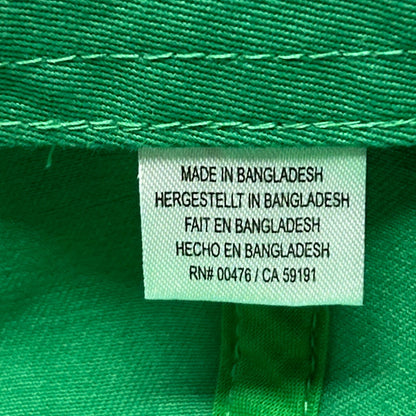 MADE IN BANGLADESH
HERGESTELLT IN BANGLADESH
FAIT EN BANGLADESH
HECHO EN BANGLADESH
RN# 00476 / CA 59191